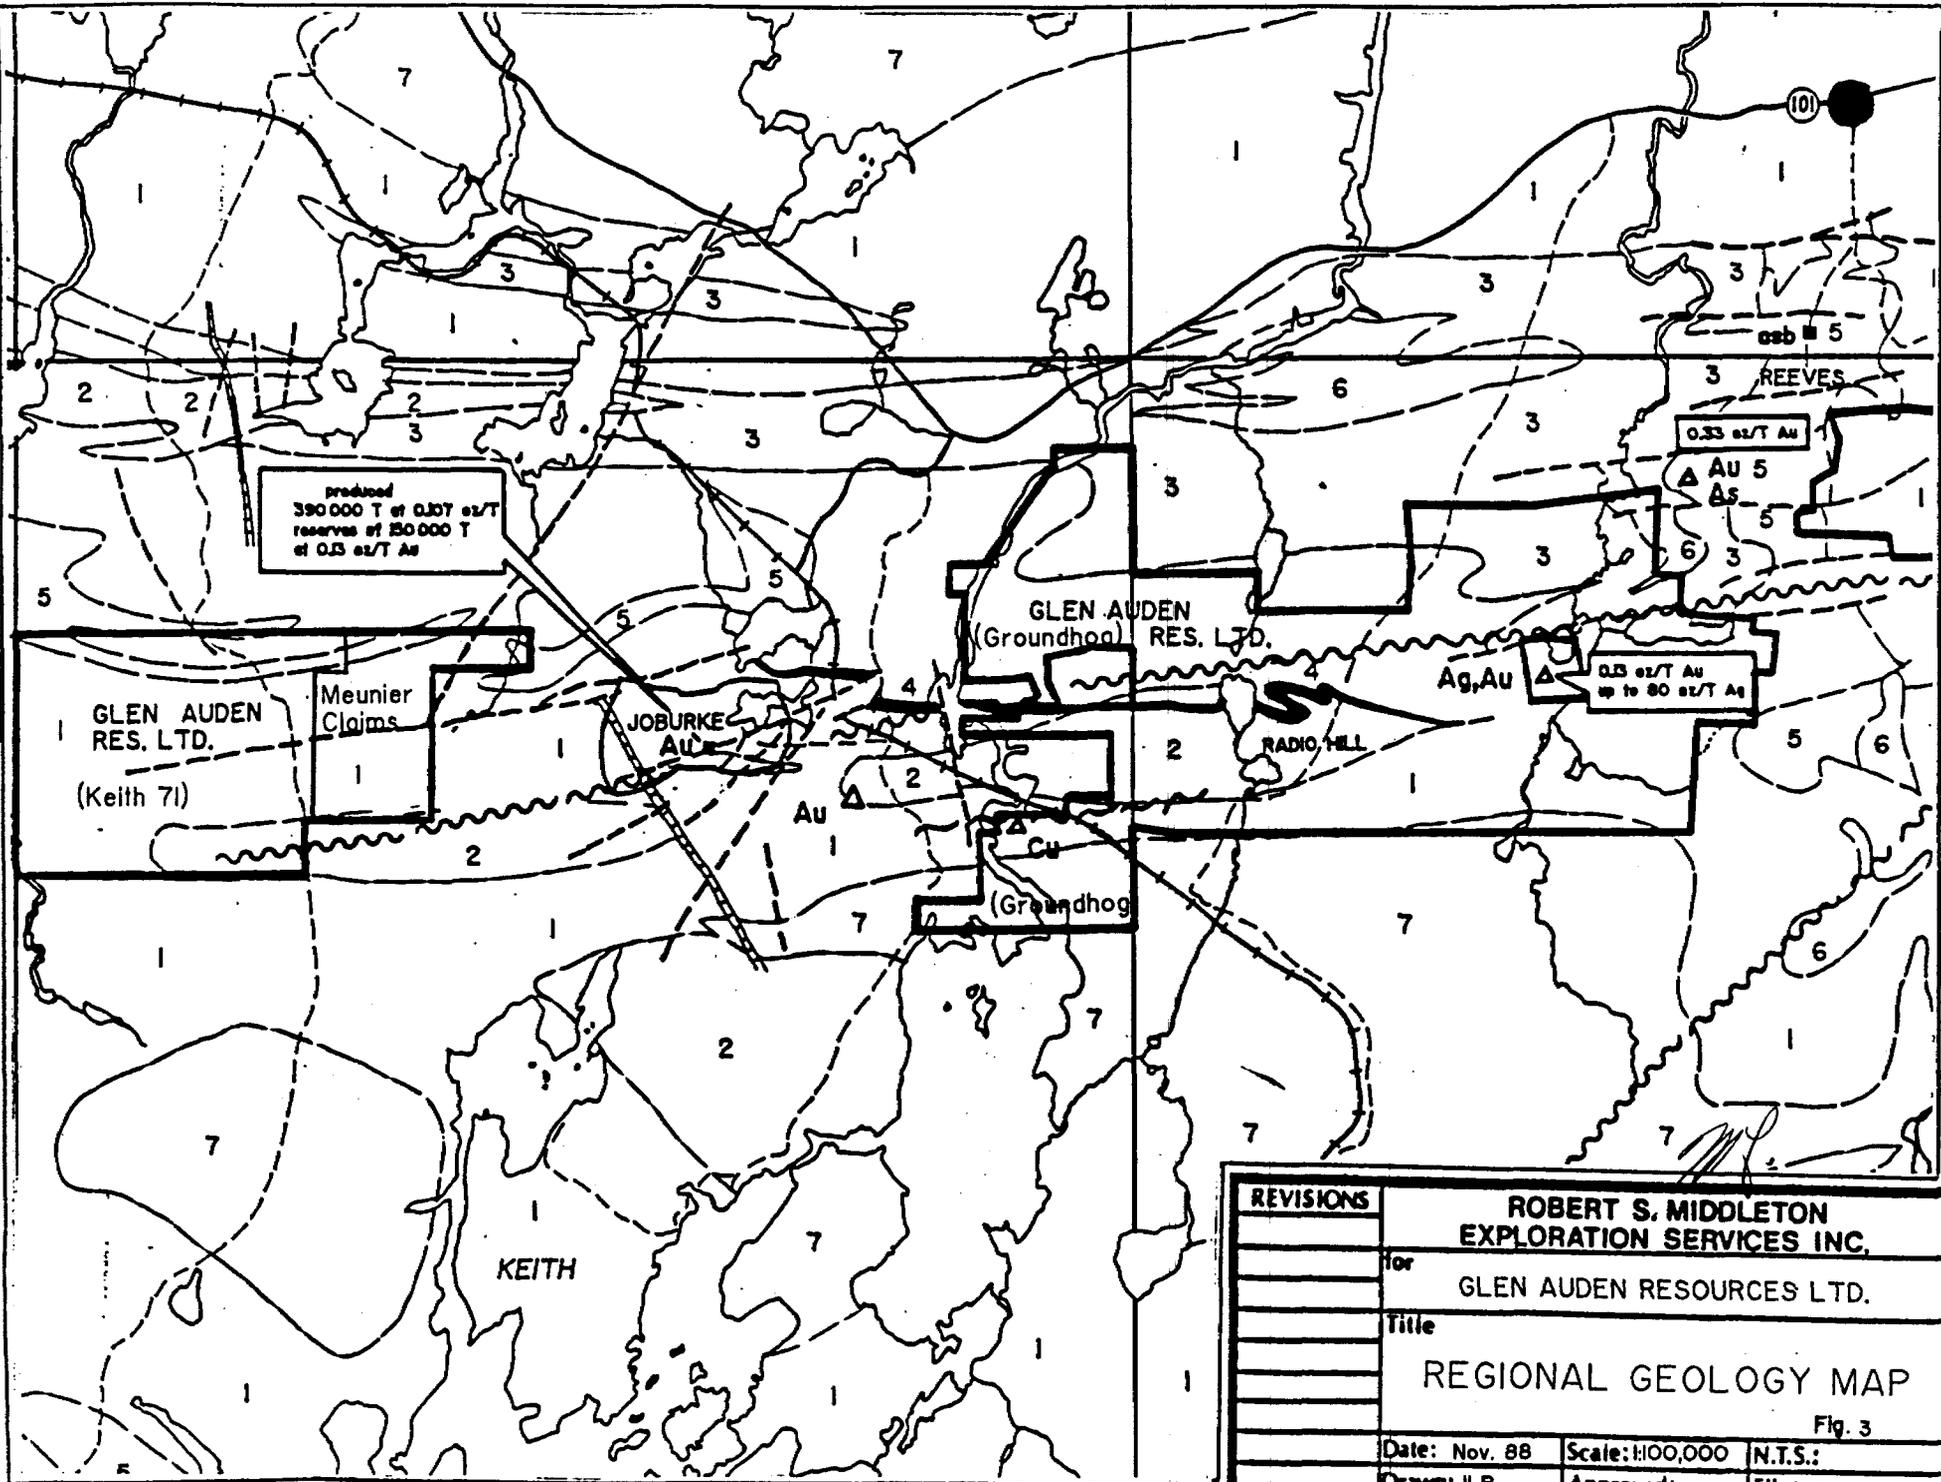 7
7
101
1
1
1
1
1
1
3
3
3
3
1
asb 5
2
2
2
3
3
6
3
REEVES
3
0.33 oz/T Au
Au 5
As
3
5
1
produced
390000 T at 0.107 oz/T
reserves at 150000 T
at 0.13 oz/T Au
5
5
5
3
6
3
GLEN AUDEN
(Groundhog) RES. LTD.
4
4
Ag,Au
0.13 oz/T Au
up to 80 oz/T Ag
1
GLEN AUDEN
RES. LTD.
(Keith 71)
Meunier
Claims
1
1
JOBURKE
Au
2
2
RADIO HILL
1
5
6
Au
1
Cu
2
(Groundhog
7
1
1
7
6
7
2
1
7
7
7
1
KEITH
7
1
1
1
1
5
REVISIONS
ROBERT S. MIDDLETON
EXPLORATION SERVICES INC.
for
GLEN AUDEN RESOURCES LTD.
Title
REGIONAL GEOLOGY MAP
Fig. 3
Date: Nov. 88
Scale: 1:100,000
N.T.S.: